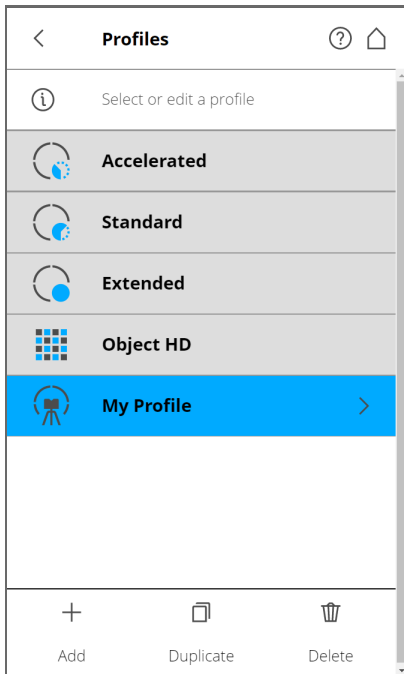 Profiles
Select or edit a profile
Accelerated
Standard
Extended
Object HD
My Profile
Add Duplicate Delete